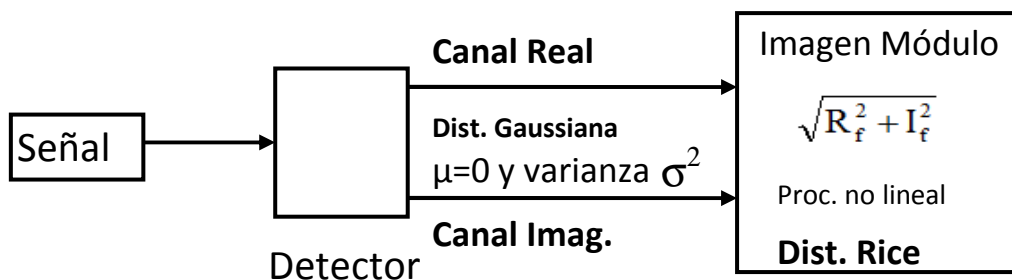 Señal
Detector
Canal Real
Dist. Gaussiana
μ=0 y varianza σ²
Canal Imag.
Imagen Módulo
√(R_f² + I_f²)
Proc. no lineal
Dist. Rice